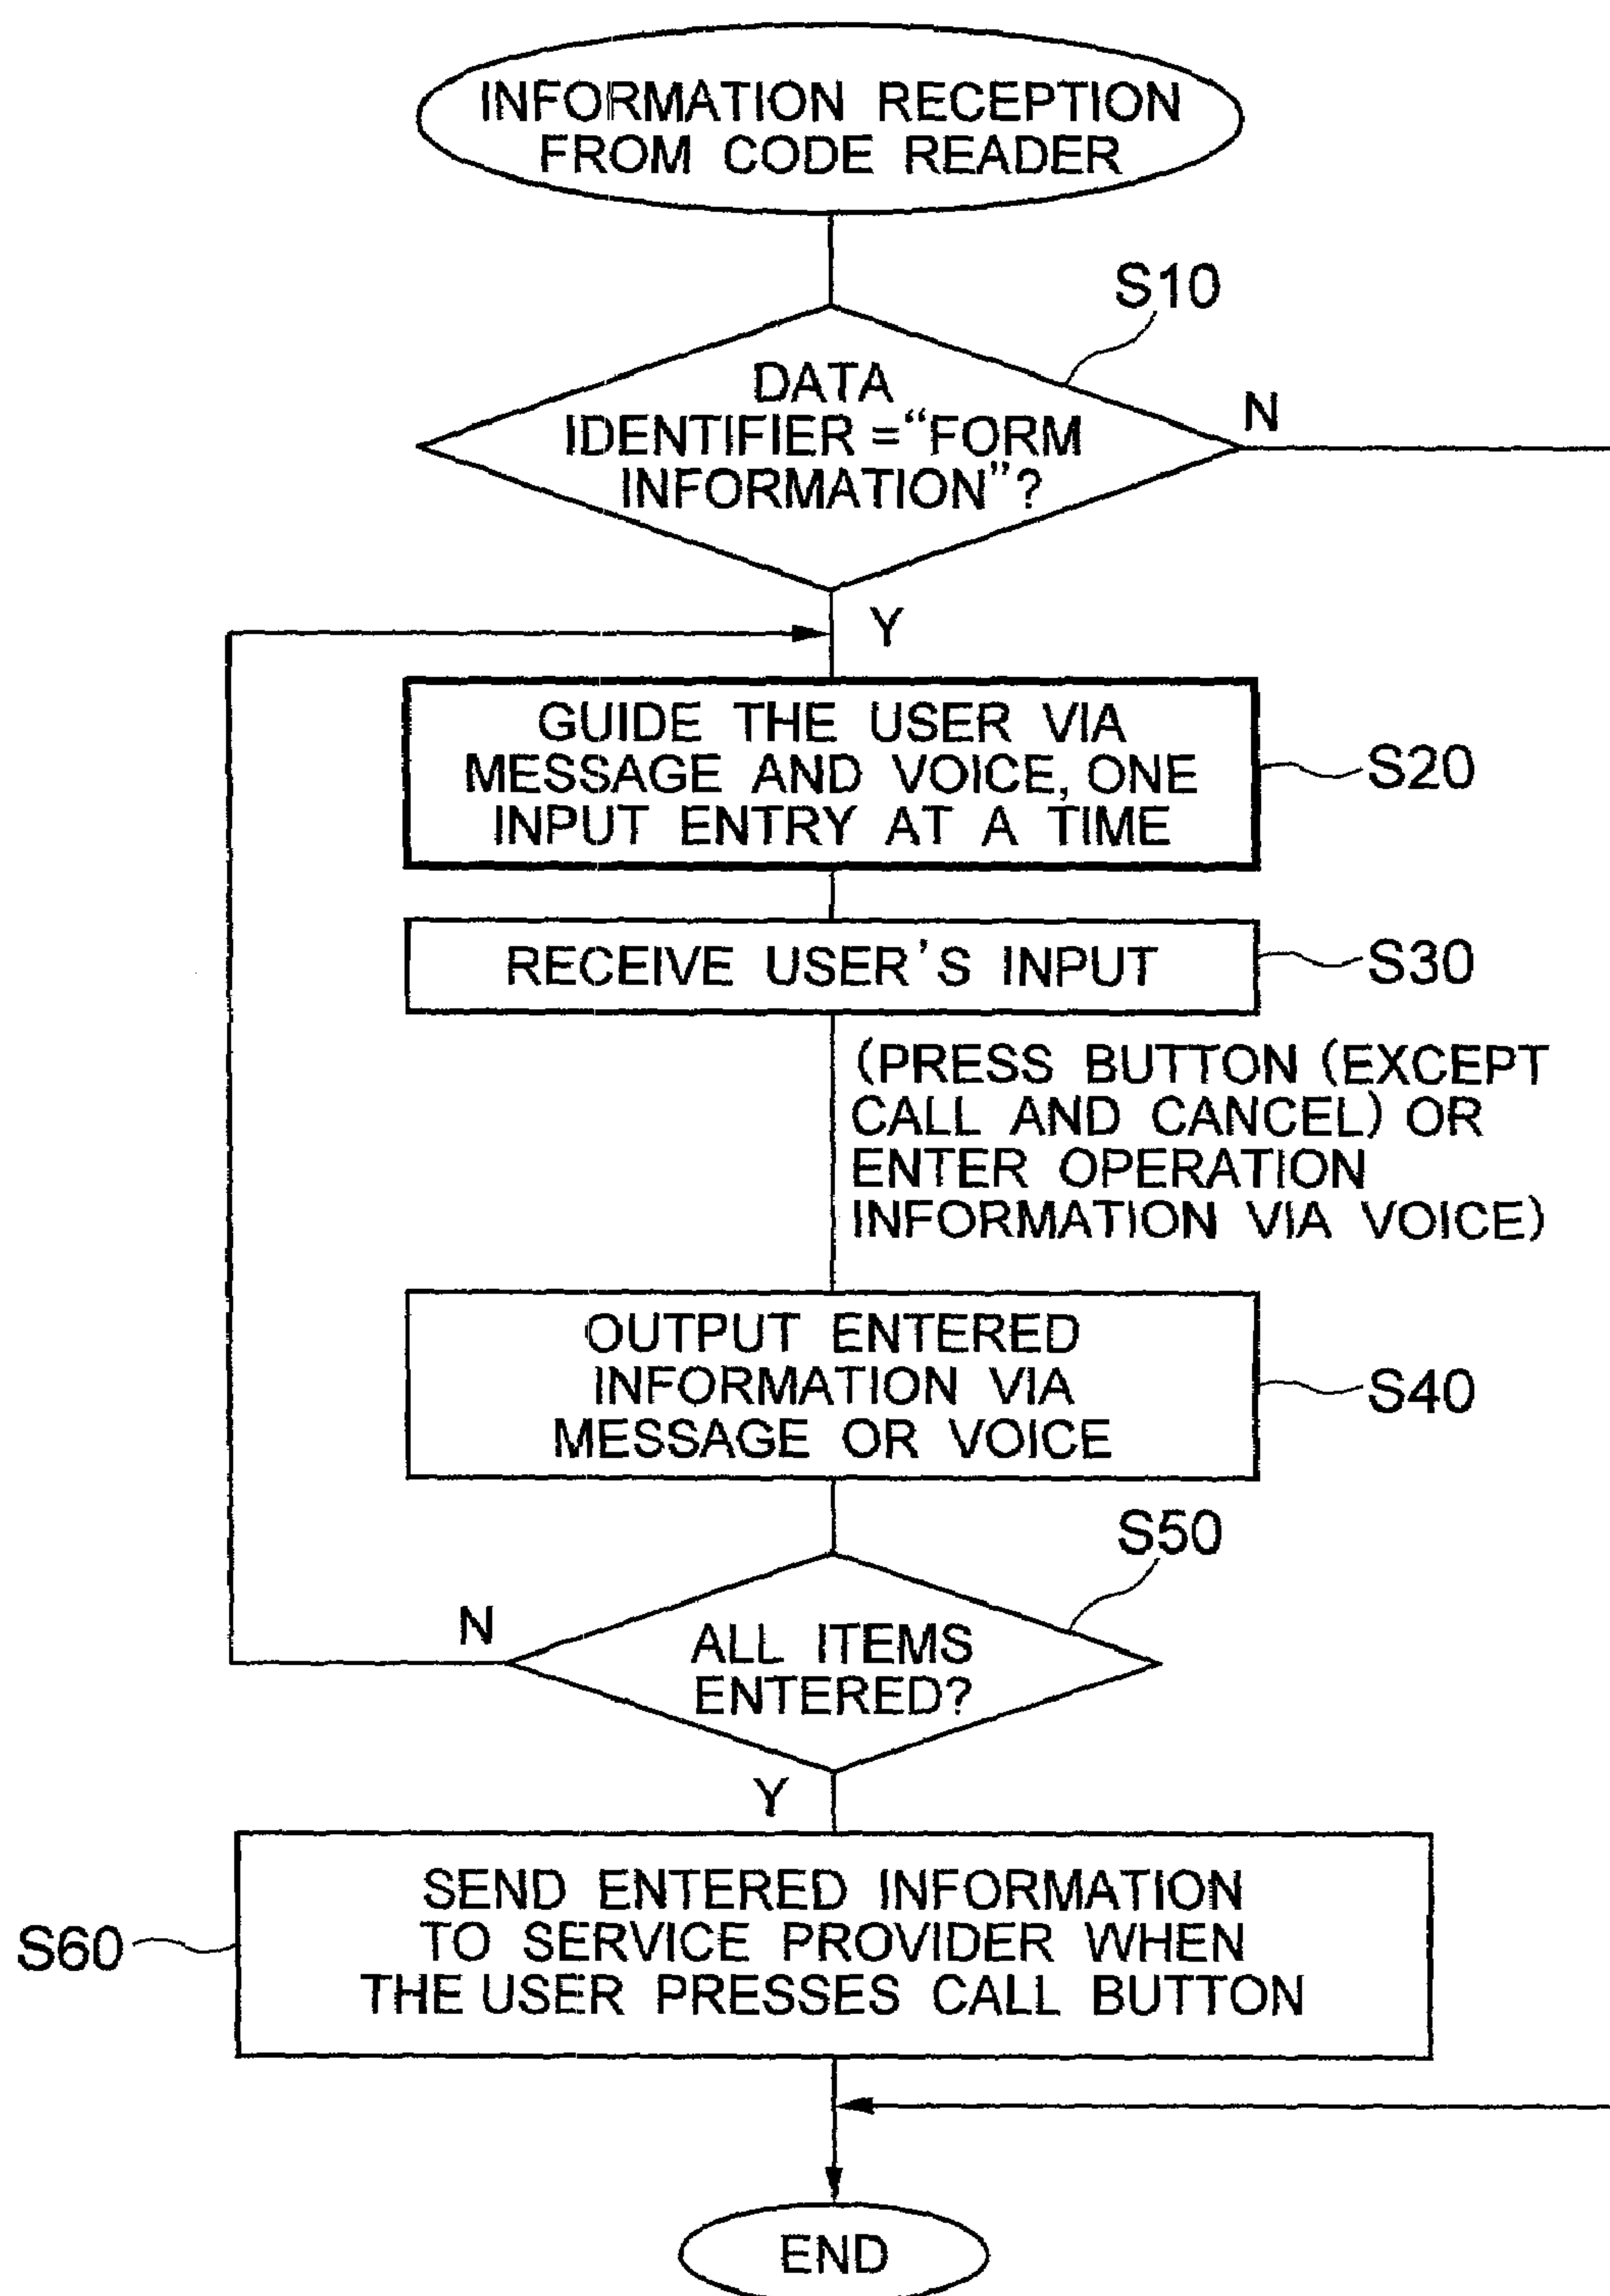 INFORMATION RECEPTION
FROM CODE READER
S10
DATA
IDENTIFIER =“FORM
INFORMATION”?
N
Y
GUIDE THE USER VIA
MESSAGE AND VOICE, ONE
INPUT ENTRY AT A TIME
S20
RECEIVE USER’S INPUT
S30
(PRESS BUTTON (EXCEPT
CALL AND CANCEL) OR
ENTER OPERATION
INFORMATION VIA VOICE)
OUTPUT ENTERED
INFORMATION VIA
MESSAGE OR VOICE
S40
S50
N
ALL ITEMS
ENTERED?
Y
SEND ENTERED INFORMATION
TO SERVICE PROVIDER WHEN
THE USER PRESSES CALL BUTTON
S60
END